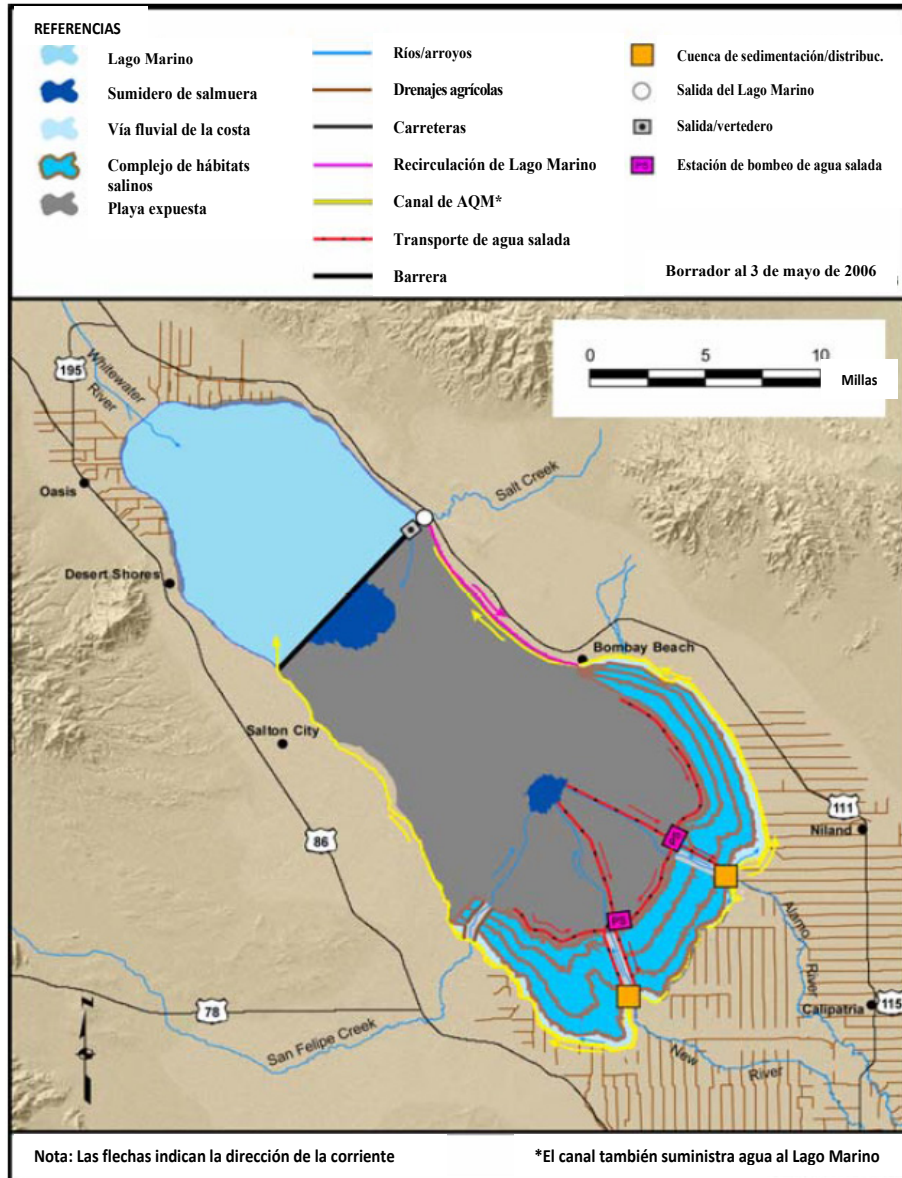 REFERENCIAS
Lago Marino
Sumidero de salmuera
Vía fluvial de la costa
Complejo de hábitats
salinos
Playa expuesta
Ríos/arroyos
Drenajes agrícolas
Carreteras
Recirculación de Lago Marino
Canal de AQM*
Transporte de agua salada
Barrera
Cuenca de sedimentación/distribuc.
Salida del Lago Marino
Salida/vertedero
PS
Estación de bombeo de agua salada
Borrador al 3 de mayo de 2006
0 5 10
Millas
195
Whitewater
River
Oasis
Salt Creek
Desert Shores
Bombay Beach
Salton City
86
111
Niland
PS
PS
Alamo
River
Calipatria
115
78
San Felipe Creek
New
River
N
Nota: Las flechas indican la dirección de la corriente
*El canal también suministra agua al Lago Marino